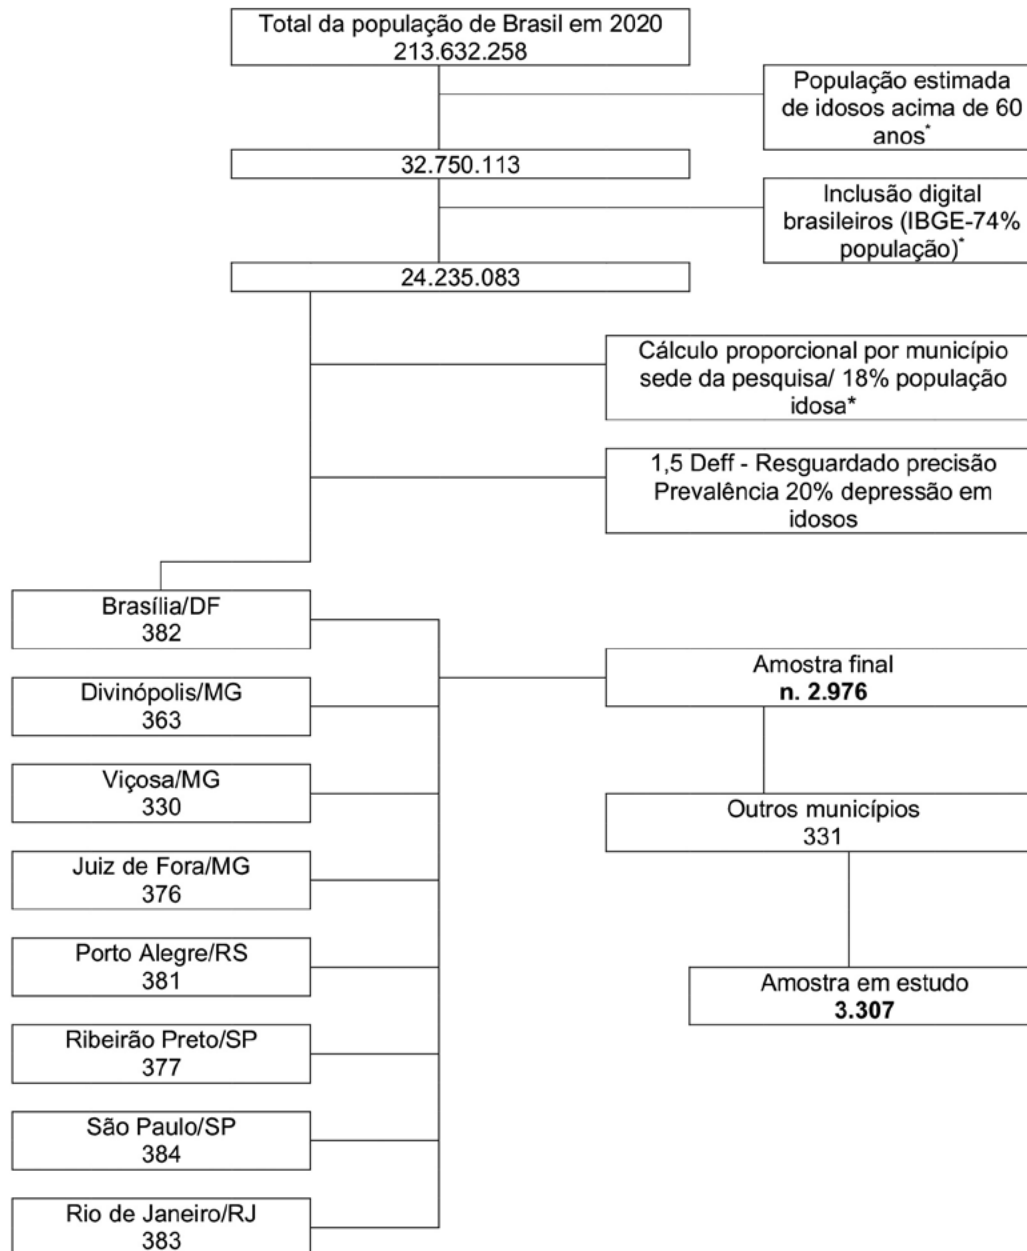 Total da população de Brasil em 2020
213.632.258
População estimada
de idosos acima de 60
anos*
32.750.113
Inclusão digital
brasileiros (IBGE-74%
população)*
24.235.083
Cálculo proporcional por município
sede da pesquisa/ 18% população
idosa*
1,5 Deff - Resguardado precisão
Prevalência 20% depressão em
idosos
Brasília/DF
382
Divinópolis/MG
363
Viçosa/MG
330
Juiz de Fora/MG
376
Porto Alegre/RS
381
Ribeirão Preto/SP
377
São Paulo/SP
384
Rio de Janeiro/RJ
383
Amostra final
n. 2.976
Outros municípios
331
Amostra em estudo
3.307